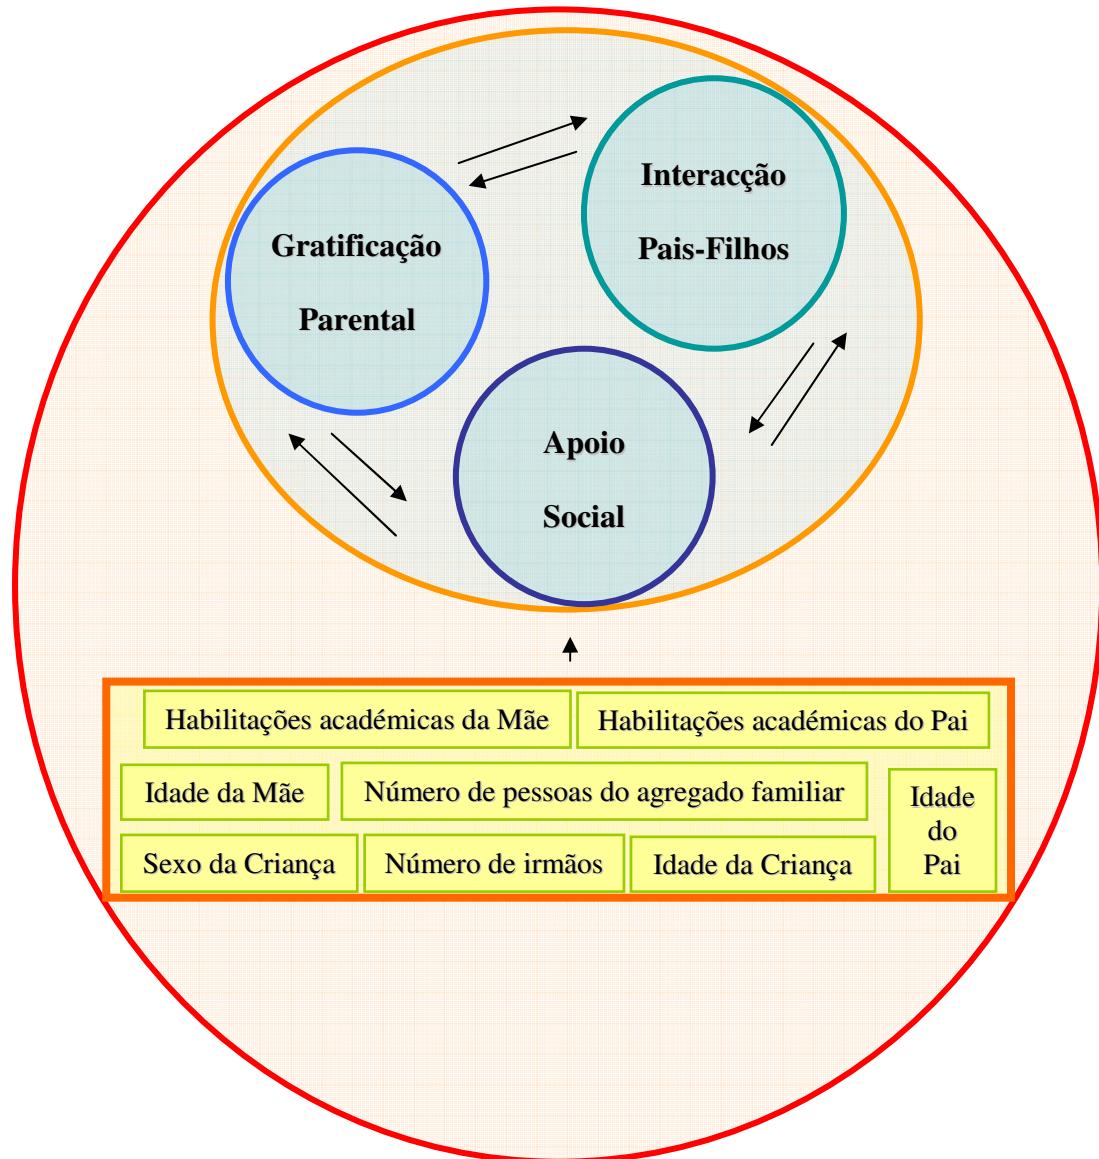 Interacção
Pais-Filhos
Gratificação
Parental
Apoio
Social
Habilitações académicas da Mãe
Habilitações académicas do Pai
Idade da Mãe
Número de pessoas do agregado familiar
Idade
do
Pai
Sexo da Criança
Número de irmãos
Idade da Criança